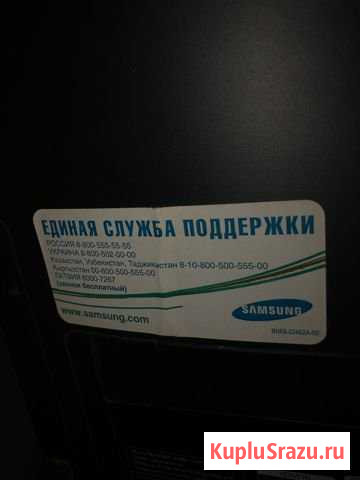 ЕДИНАЯ СЛУЖБА ПОДДЕРЖКИ
РОССИЯ 8-800-555-55-55
УКРАИНА 8-800-502-00-00
Казахстан, Узбекистан, Таджикистан 8-10-800-500-555-00
Кыргызстан 00-800-500-555-00
ЛАТВИЯ 8000-7267
(звонки бесплатный)
www.samsung.com
SAMSUNG
KupluSrazu.ru